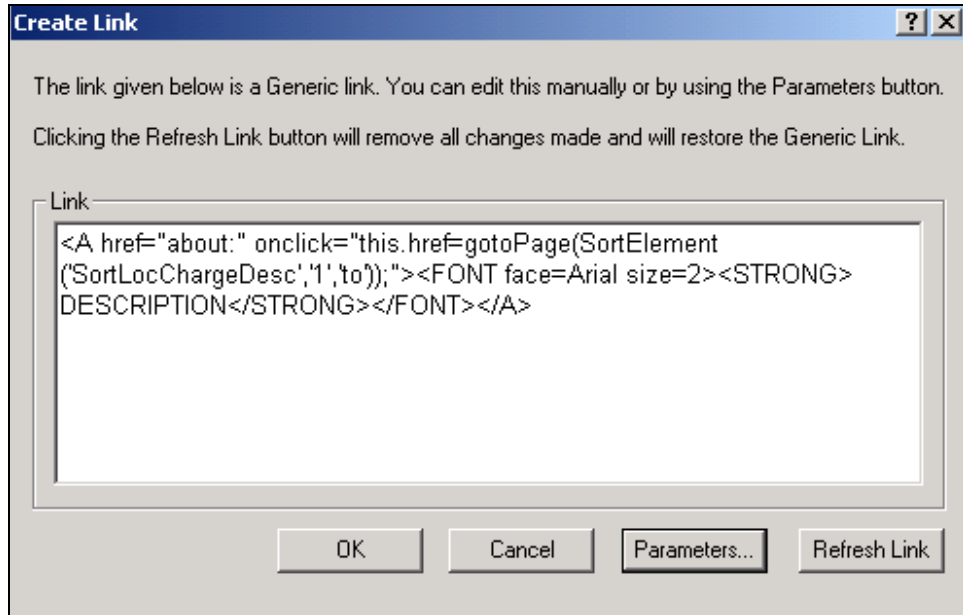 Create Link
The link given below is a Generic link. You can edit this manually or by using the Parameters button.
Clicking the Refresh Link button will remove all changes made and will restore the Generic Link.
Link
<A href="about:" onclick="this.href=gotoPage(SortElement
('SortLocChargeDesc','1','to'));"><FONT face=Arial size=2><STRONG>
DESCRIPTION</STRONG></FONT></A>
OK Cancel Parameters... Refresh Link